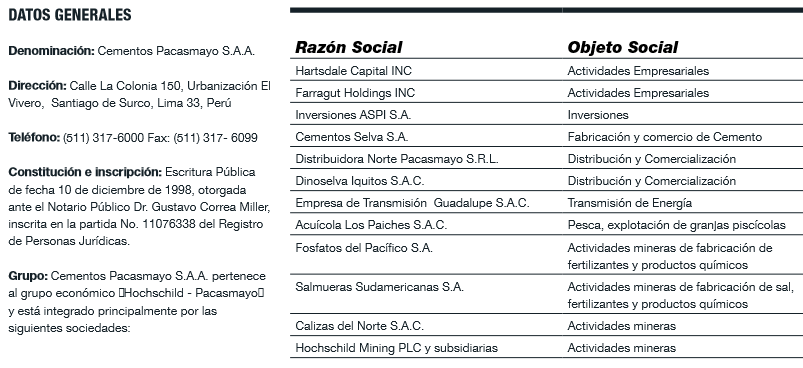 DATOS GENERALES
Denominación: Cementos Pacasmayo S.A.A.
Dirección: Calle La Colonia 150, Urbanización El
Vivero, Santiago de Surco, Lima 33, Perú
Teléfono: (511) 317-6000 Fax: (511) 317- 6099
Constitución e inscripción: Escritura Pública
de fecha 10 de diciembre de 1998, otorgada
ante el Notario Público Dr. Gustavo Correa Miller,
inscrita en la partida No. 11076338 del Registro
de Personas Jurídicas.
Grupo: Cementos Pacasmayo S.A.A. pertenece
al grupo económico ▯Hochschild - Pacasmayo▯
y está integrado principalmente por las
siguientes sociedades:
Razón Social Objeto Social
Hartsdale Capital INC Actividades Empresariales
Farragut Holdings INC Actividades Empresariales
Inversiones ASPI S.A. Inversiones
Cementos Selva S.A. Fabricación y comercio de Cemento
Distribuidora Norte Pacasmayo S.R.L. Distribución y Comercialización
Dinoselva Iquitos S.A.C. Distribución y Comercialización
Empresa de Transmisión Guadalupe S.A.C. Transmisión de Energía
Acuícola Los Paiches S.A.C. Pesca, explotación de granjas piscícolas
Fosfatos del Pacífico S.A. Actividades mineras de fabricación de
fertilizantes y productos químicos
Salmueras Sudamericanas S.A. Actividades mineras de fabricación de sal,
fertilizantes y productos químicos
Calizas del Norte S.A.C. Actividades mineras
Hochschild Mining PLC y subsidiarias Actividades mineras